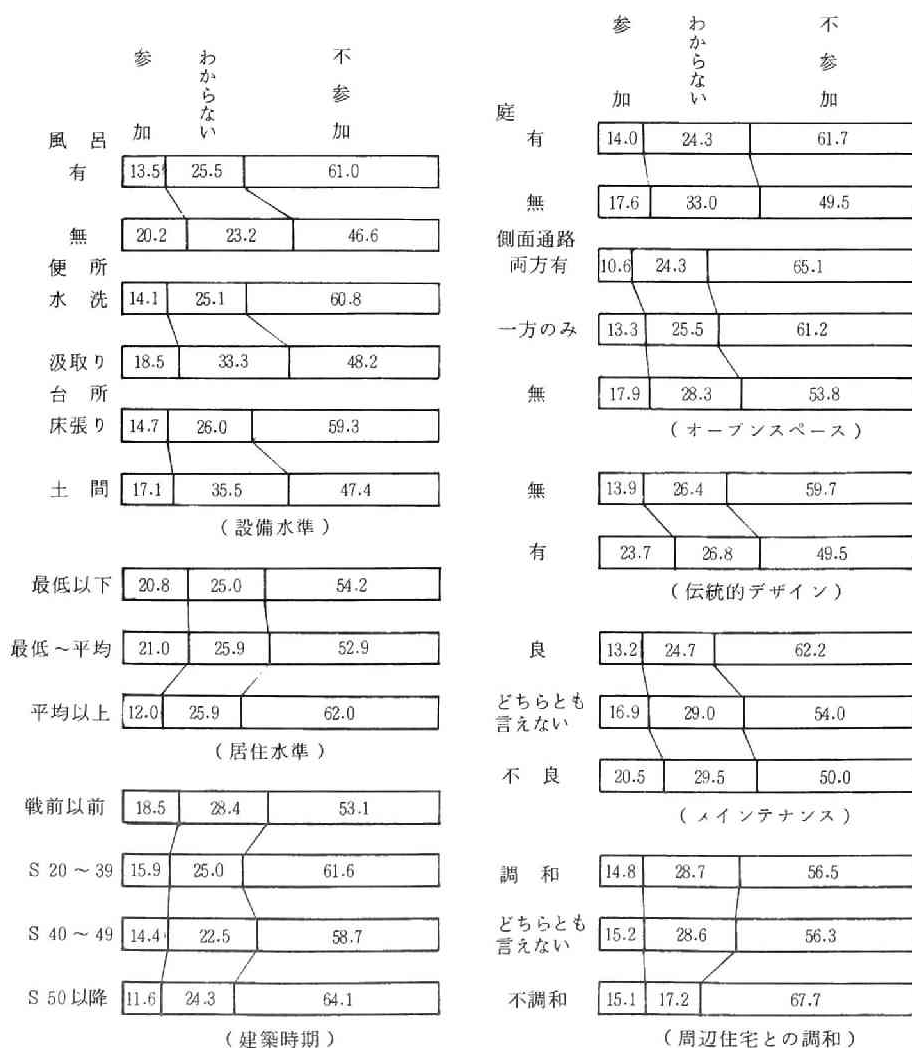 参加 わからない 不参加
風呂
有 13.5 25.5 61.0
無 20.2 23.2 46.6
便所
水洗 14.1 25.1 60.8
汲取り 18.5 33.3 48.2
台所
床張り 14.7 26.0 59.3
土間 17.1 35.5 47.4
(設備水準)
最低以下 20.8 25.0 54.2
最低~平均 21.0 25.9 52.9
平均以上 12.0 25.9 62.0
(居住水準)
戦前以前 18.5 28.4 53.1
S 20~39 15.9 25.0 61.6
S 40~49 14.4 22.5 58.7
S 50以降 11.6 24.3 64.1
(建築時期)
参加 わからない 不参加
庭
有 14.0 24.3 61.7
無 17.6 33.0 49.5
側面通路
両方有 10.6 24.3 65.1
一方のみ 13.3 25.5 61.2
無 17.9 28.3 53.8
(オープンスペース)
無 13.9 26.4 59.7
有 23.7 26.8 49.5
(伝統的デザイン)
良 13.2 24.7 62.2
どちらとも
言えない 16.9 29.0 54.0
不良 20.5 29.5 50.0
(メインテナンス)
調和 14.8 28.7 56.5
どちらとも
言えない 15.2 28.6 56.3
不調和 15.1 17.2 67.7
(周辺住宅との調和)